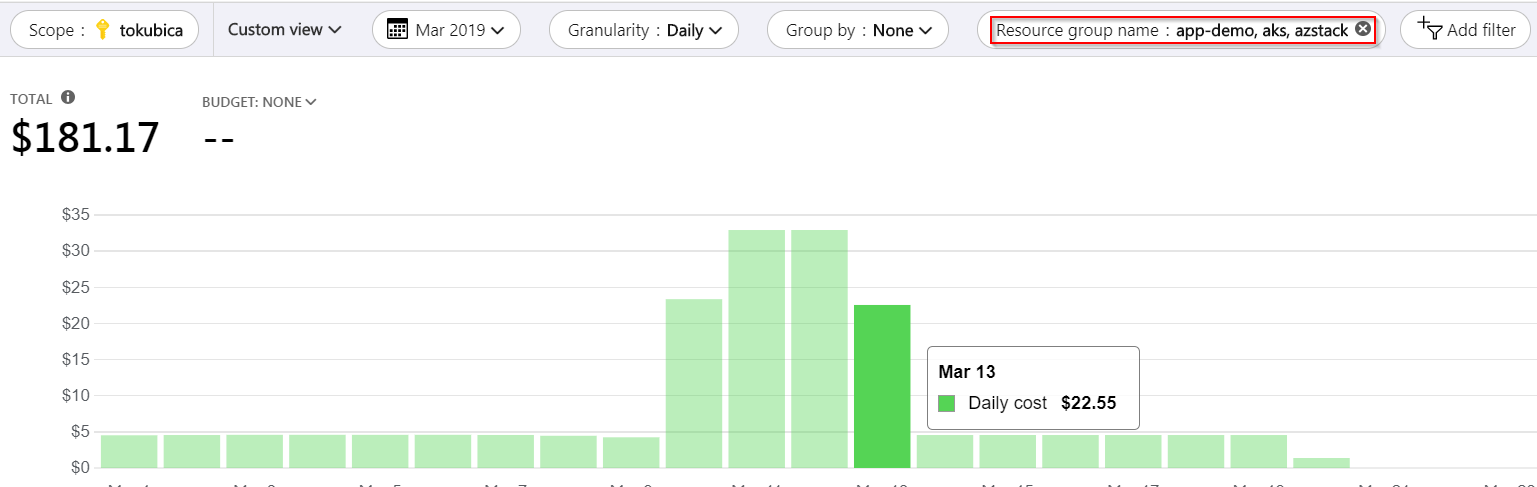 Scope : tokubica Custom view Mar 2019 Granularity : Daily Group by : None Resource group name : app-demo, aks, azstack Add filter
TOTAL BUDGET: NONE
$181.17 --
$35
$30
$25
$20
$15
Mar 13
Daily cost $22.55
$10
$5
$0